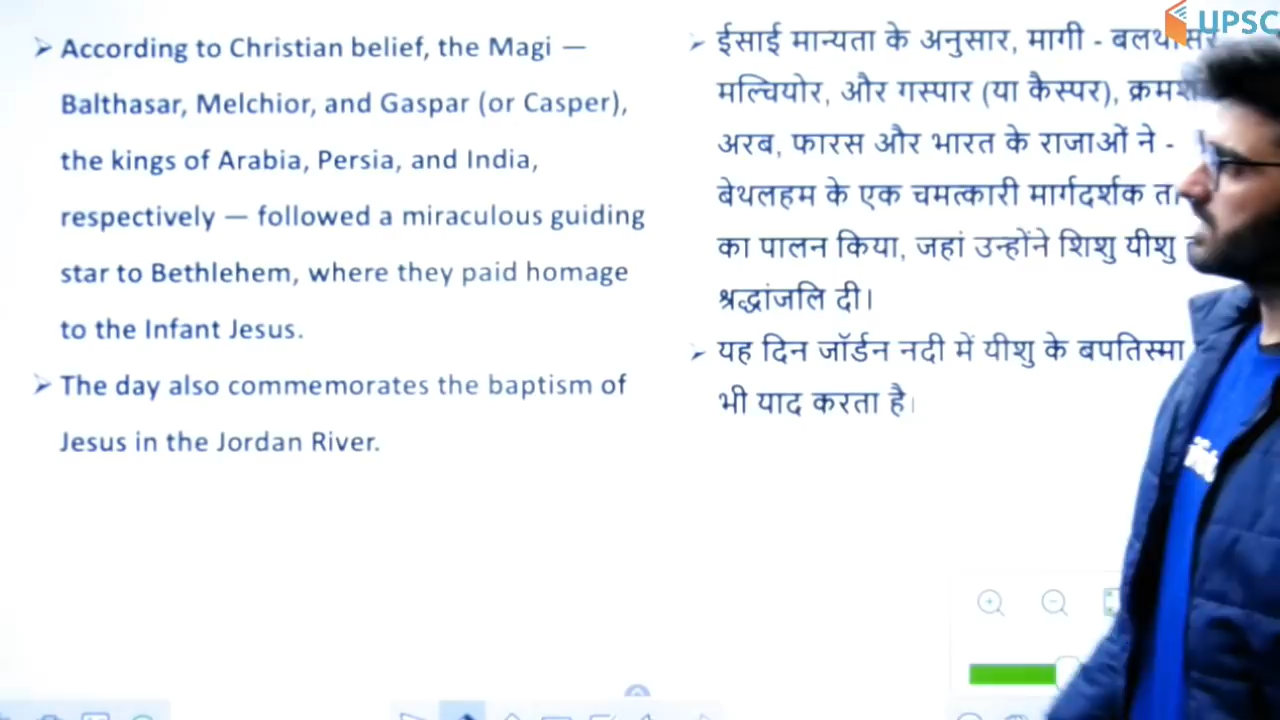 ➢ According to Christian belief, the Magi —
Balthasar, Melchior, and Gaspar (or Casper),
the kings of Arabia, Persia, and India,
respectively — followed a miraculous guiding
star to Bethlehem, where they paid homage
to the Infant Jesus.
➢ The day also commemorates the baptism of
Jesus in the Jordan River.
➢ ईसाई मान्यता के अनुसार, मागी -
मल्चियोर, और गस्पार (या कैस्पर),
अरब, फारस और भारत के राजाओं ने -
बेथलहम के एक चमत्कारी मार्गदर्शक
का पालन किया, जहां उन्होंने शिशु यीशु
श्रद्धांजलि दी।
➢ यह दिन जॉर्डन नदी में यीशु के बपतिस्मा
भी याद करता है।
UPSC